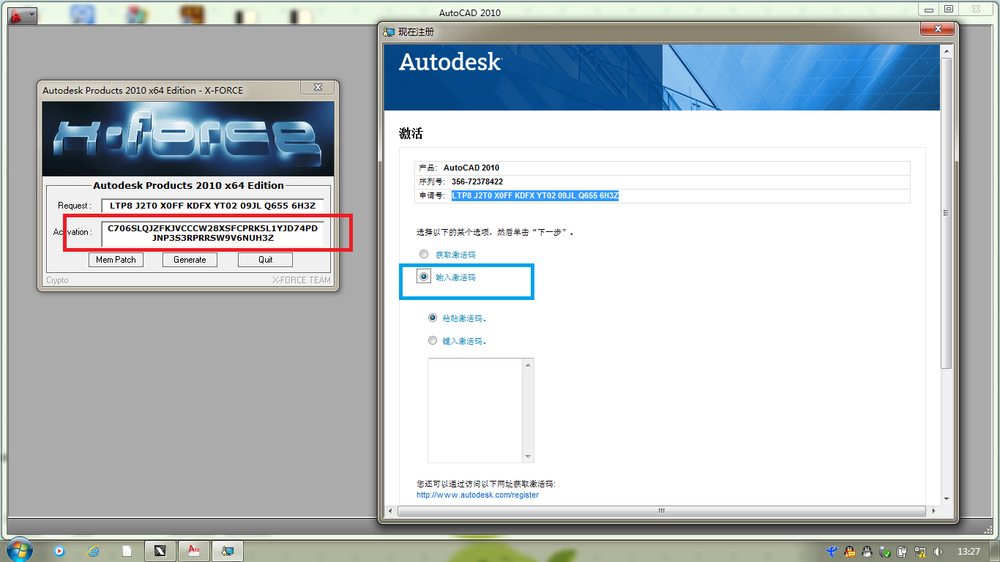 AutoCAD 2010
现在注册
Autodesk
Autodesk Products 2010 x64 Edition - X-FORCE
x-force
Autodesk Products 2010 x64 Edition
Request :
LTP8 J2T0 X0FF KDFX YT02 09JL Q655 6H3Z
Activation :
C706SLQJZFKJVCCCW28XSFCPRK5L1YJD74PD
JNP3S3RPRRSW9V6NUH3Z
Mem Patch
Generate
Quit
Crypto
X-FORCE TEAM
激活
产品: AutoCAD 2010
序列号: 356-72378422
申请号: LTP8 J2T0 X0FF KDFX YT02 09JL Q655 6H3Z
选择以下的某个选项，然后单击“下一步”.
获取激活码
输入激活码
粘贴激活码.
键入激活码.
您还可以通过访问以下网址获取激活码:
http://www.autodesk.com/register
13:27